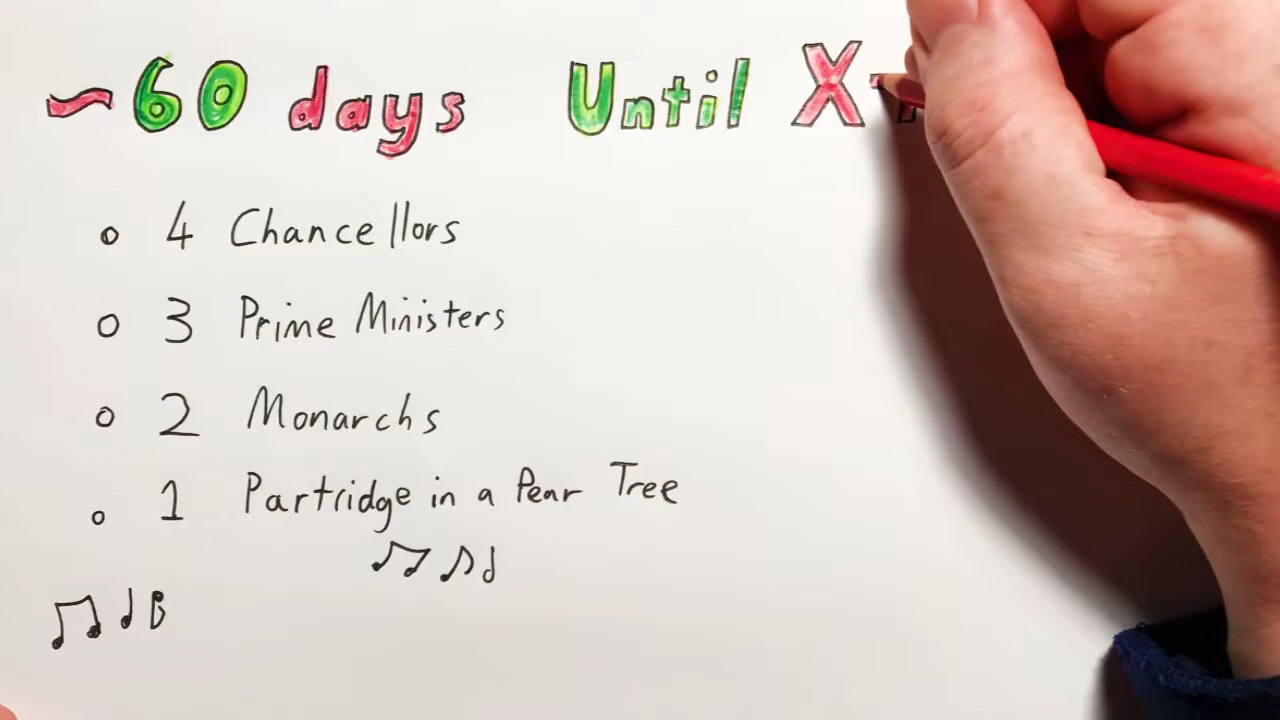 ~60 days Until X
4 Chancellors
3 Prime Ministers
2 Monarchs
1 Partridge in a Pear Tree